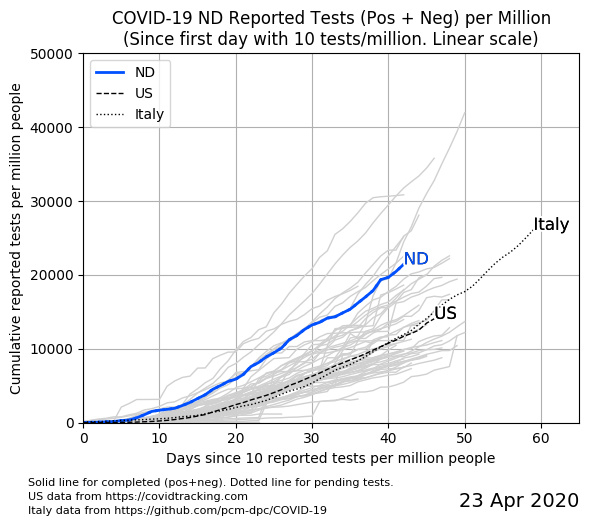 COVID-19 ND Reported Tests (Pos + Neg) per Million
(Since first day with 10 tests/million. Linear scale)
Cumulative reported tests per million people
50000
40000
30000
20000
10000
0
ND
US
Italy
Italy
ND
US
0 10 20 30 40 50 60
Days since 10 reported tests per million people
Solid line for completed (pos+neg). Dotted line for pending tests.
US data from https://covidtracking.com
Italy data from https://github.com/pcm-dpc/COVID-19
23 Apr 2020